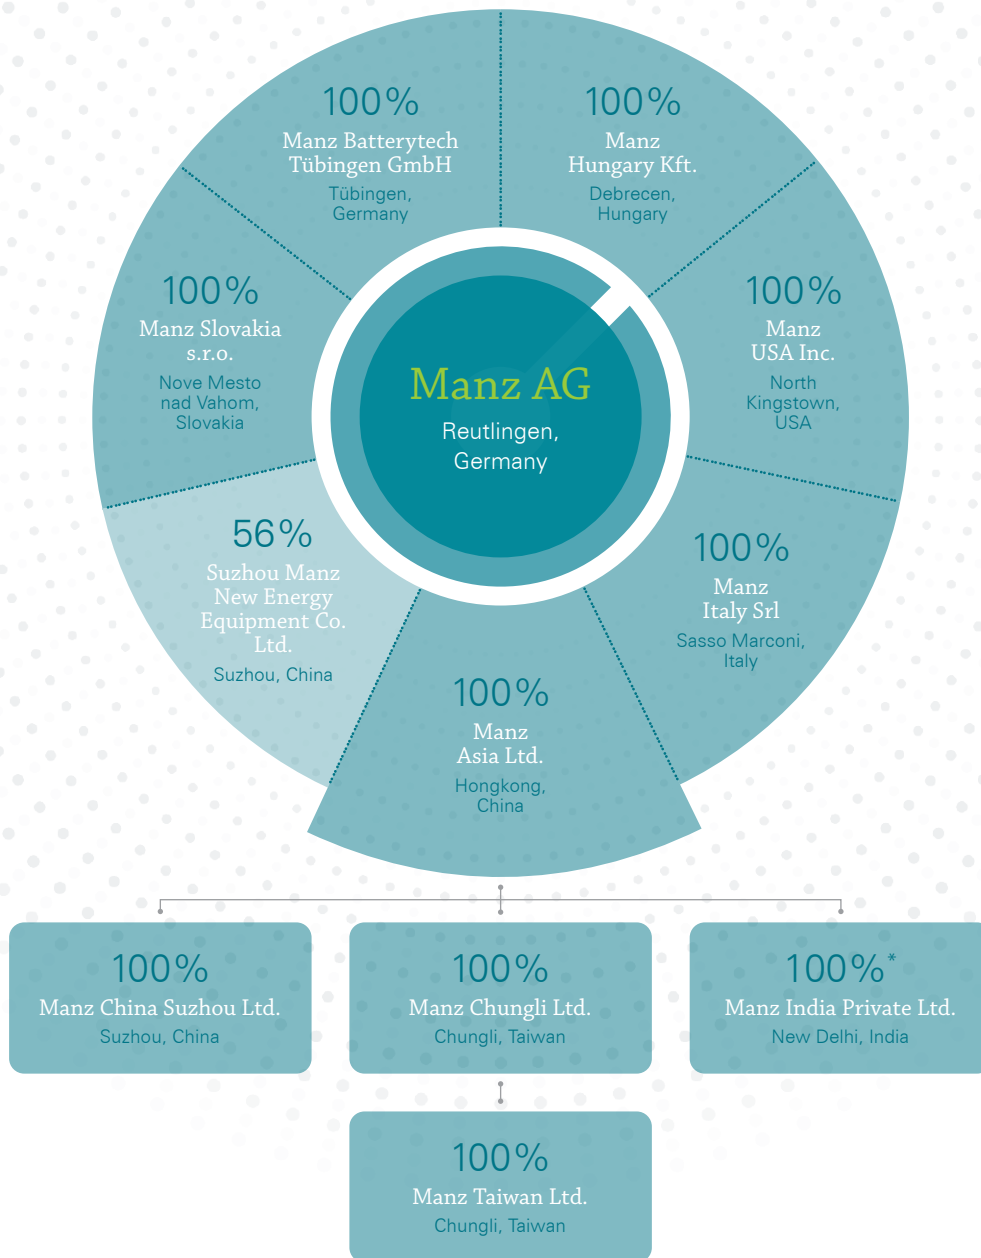 100%
Manz Batterytech
Tübingen GmbH
Tübingen,
Germany
100%
Manz
Hungary Kft.
Debrecen,
Hungary
100%
Manz Slovakia
s.r.o.
Nove Mesto
nad Vahom,
Slovakia
100%
Manz
USA Inc.
North
Kingstown,
USA
Manz AG
Reutlingen,
Germany
56%
Suzhou Manz
New Energy
Equipment Co.
Ltd.
Suzhou, China
100%
Manz
Italy Srl
Sasso Marconi,
Italy
100%
Manz
Asia Ltd.
Hongkong,
China
100%
Manz China Suzhou Ltd.
Suzhou, China
100%
Manz Chungli Ltd.
Chungli, Taiwan
100%*
Manz India Private Ltd.
New Delhi, India
100%
Manz Taiwan Ltd.
Chungli, Taiwan